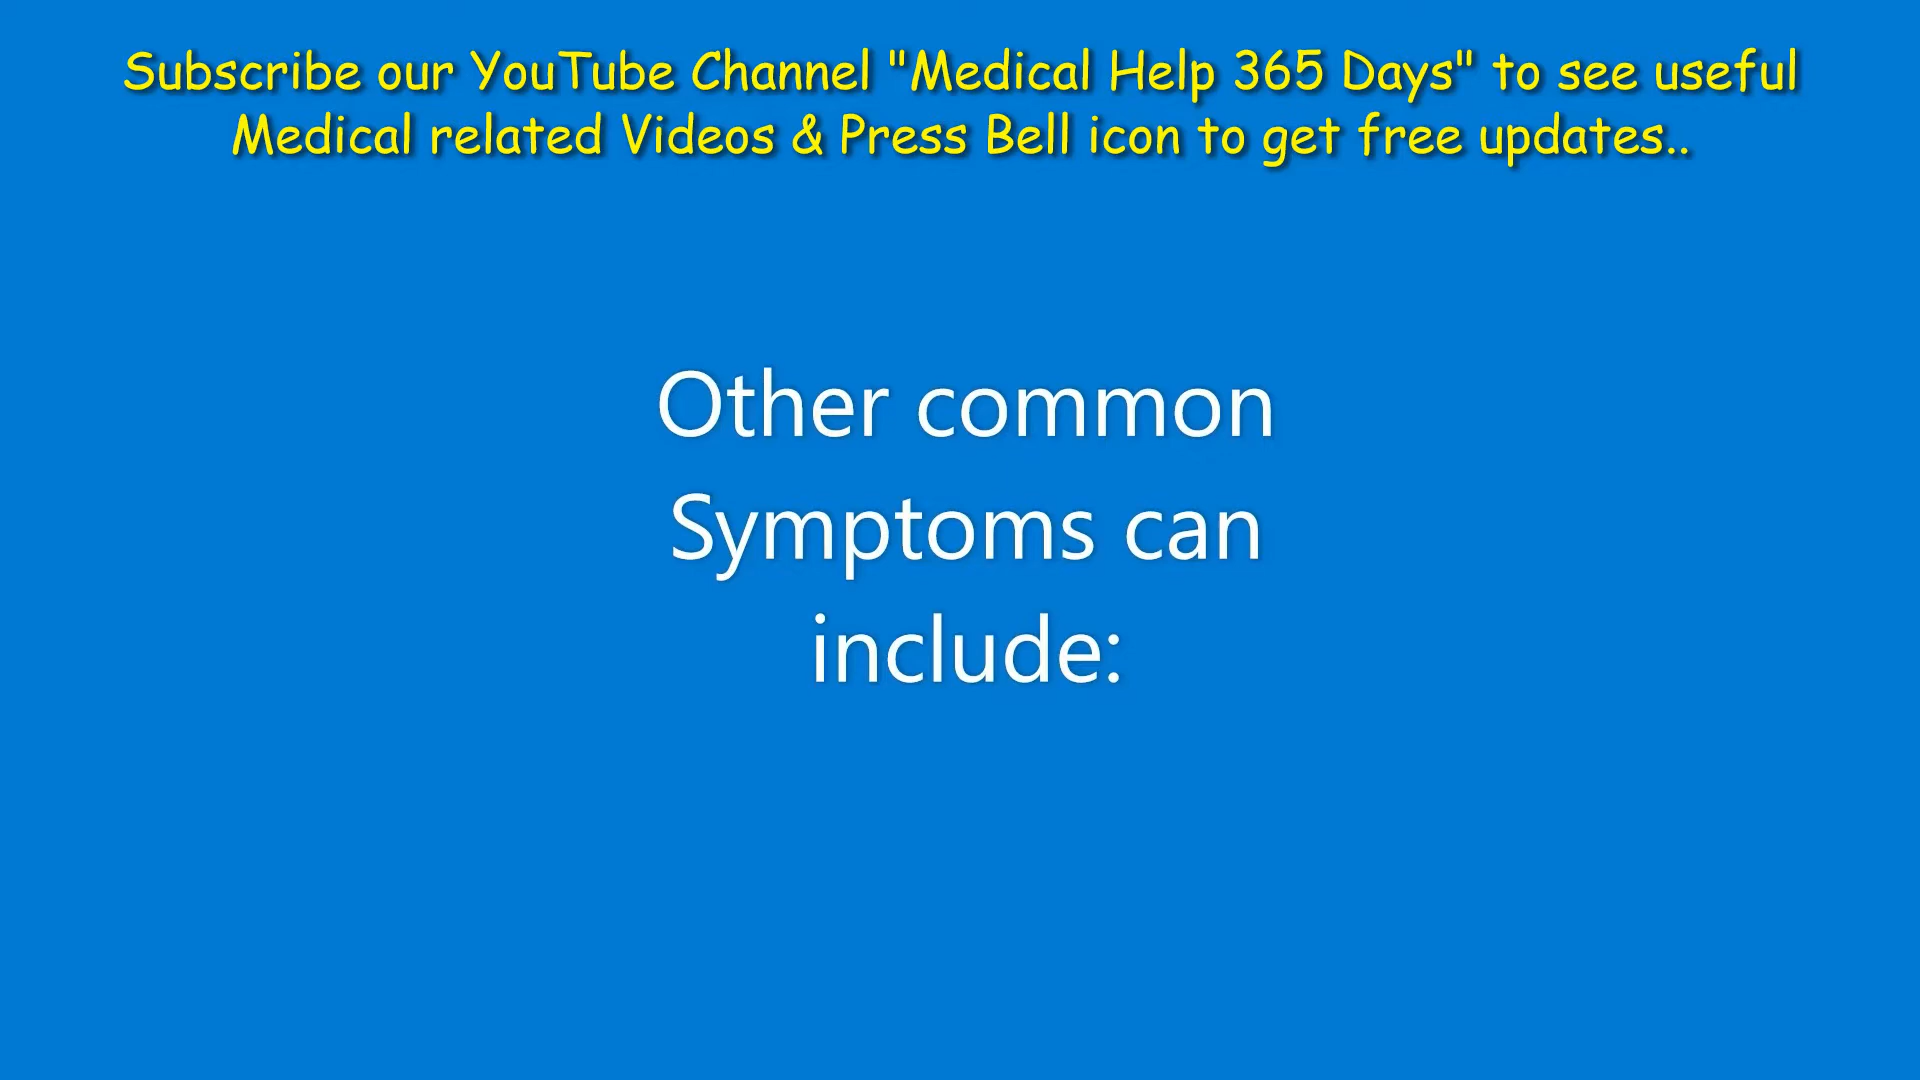 Subscribe our YouTube Channel "Medical Help 365 Days" to see useful
Medical related Videos & Press Bell icon to get free updates..
Other common
Symptoms can
include: